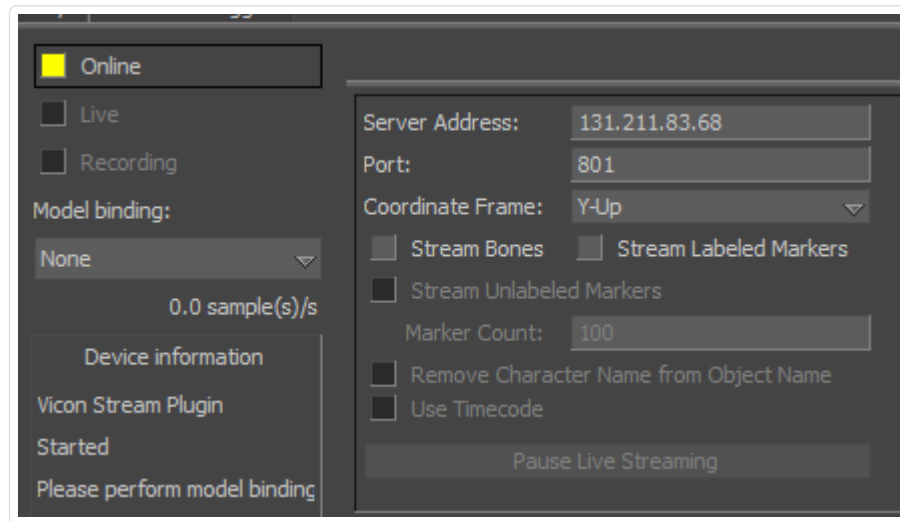 Online
Live
Recording
Model binding:
None
0.0 sample(s)/s
Device information
Vicon Stream Plugin
Started
Please perform model binding
Server Address: 131.211.83.68
Port: 801
Coordinate Frame: Y-Up
Stream Bones Stream Labeled Markers
Stream Unlabeled Markers
Marker Count: 100
Remove Character Name from Object Name
Use Timecode
Pause Live Streaming